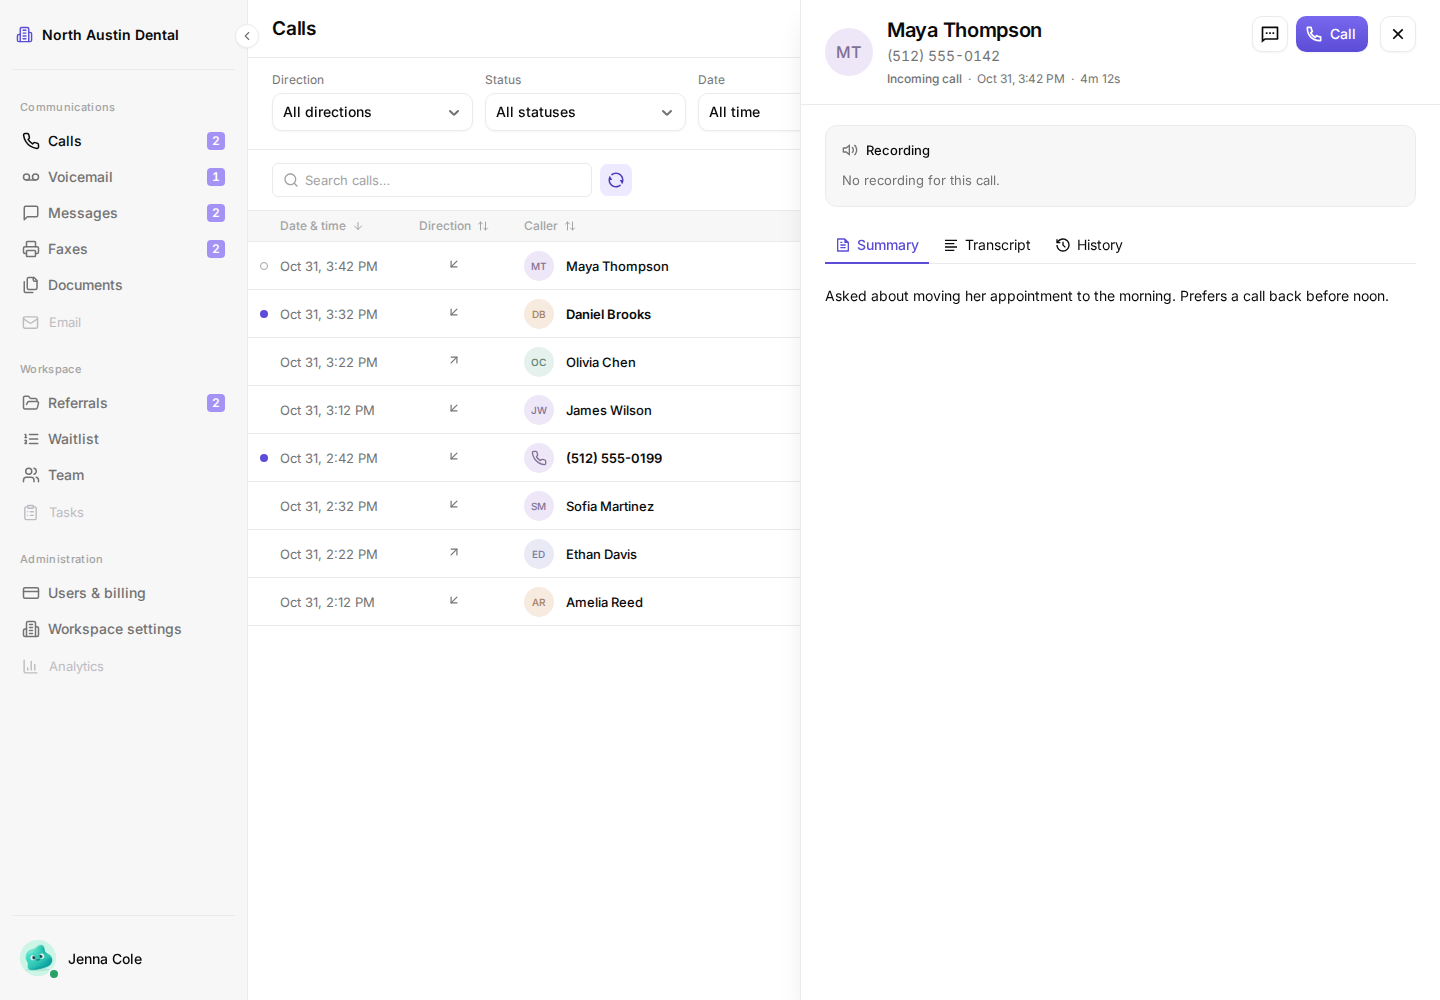 North Austin Dental
Communications
Calls 2
Voicemail 1
Messages 2
Faxes 2
Documents
Email
Workspace
Referrals 2
Waitlist
Team
Tasks
Administration
Users & billing
Workspace settings
Analytics
Jenna Cole
Calls
Direction Status Date
All directions All statuses All time
Search calls...
Date & time Direction Caller
Oct 31, 3:42 PM MT Maya Thompson
Oct 31, 3:32 PM DB Daniel Brooks
Oct 31, 3:22 PM OC Olivia Chen
Oct 31, 3:12 PM JW James Wilson
Oct 31, 2:42 PM (512) 555-0199
Oct 31, 2:32 PM SM Sofia Martinez
Oct 31, 2:22 PM ED Ethan Davis
Oct 31, 2:12 PM AR Amelia Reed
MT
Maya Thompson
(512) 555-0142
Incoming call · Oct 31, 3:42 PM · 4m 12s
Call
Recording
No recording for this call.
Summary Transcript History
Asked about moving her appointment to the morning. Prefers a call back before noon.